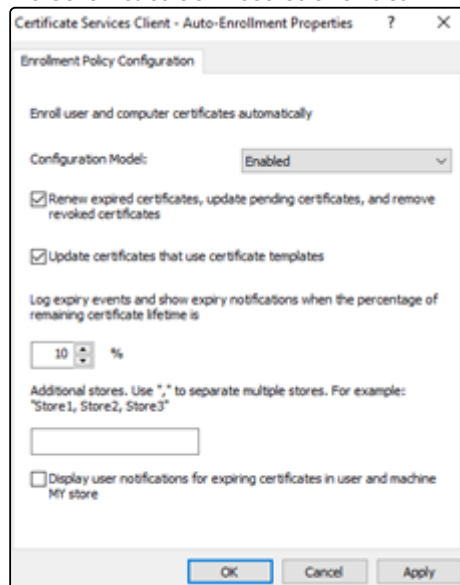 Certificate Services Client - Auto-Enrollment Properties ? ×
Enrollment Policy Configuration
Enroll user and computer certificates automatically
Configuration Model: Enabled
Renew expired certificates, update pending certificates, and remove
revoked certificates
Update certificates that use certificate templates
Log expiry events and show expiry notifications when the percentage of
remaining certificate lifetime is
10 %
Additional stores. Use "," to separate multiple stores. For example:
"Store1, Store2, Store3"
Display user notifications for expiring certificates in user and machine
MY store
OK Cancel Apply